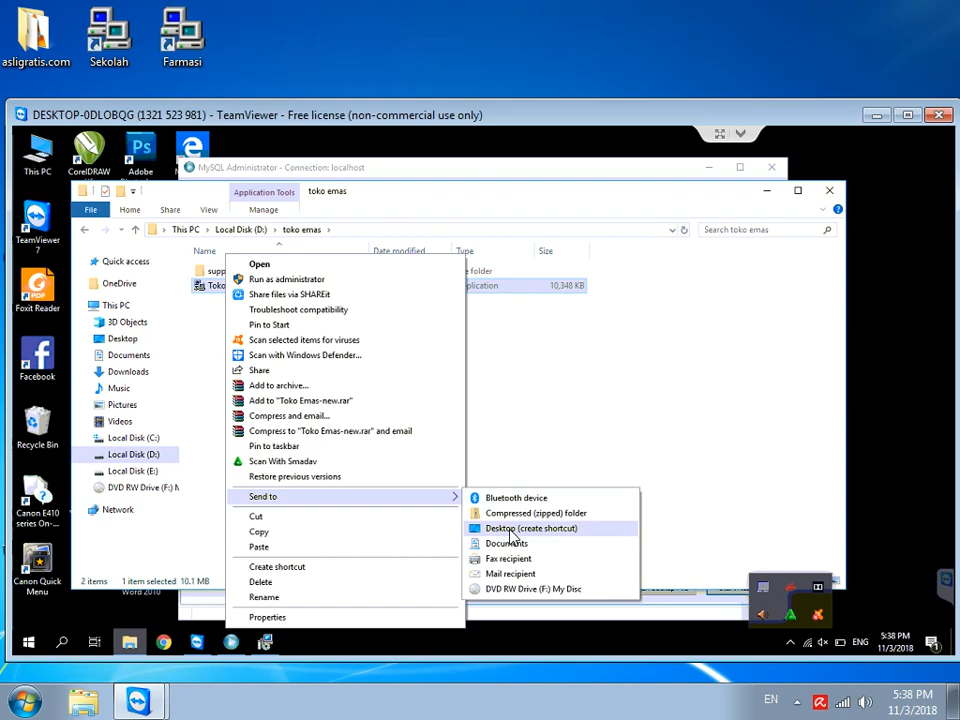 asligratis.com
Sekolah
Farmasi
DESKTOP-0DLOBQG (1321 523 981) - TeamViewer - Free license (non-commercial use only)
This PC
CorelDRAW
Ps
Adobe
MySQL Administrator - Connection: localhost
Application Tools
toko emas
File
Home
Share
View
Manage
This PC > Local Disk (D:) > toko emas >
Search toko emas
Name
Date modified
Type
Size
supp
e folder
Toko
plication
10,348 KB
Quick access
OneDrive
This PC
3D Objects
Desktop
Documents
Downloads
Music
Pictures
Videos
Local Disk (C:)
Local Disk (D:)
Local Disk (E:)
DVD RW Drive (F:) M
Network
2 items
1 item selected 10.1 MB
TeamViewer
7
Foxit Reader
PDF
Facebook
Recycle Bin
Canon E410
series On-...
Canon Quick
Menu
Word 2010
Open
Run as administrator
Share files via SHAREit
Troubleshoot compatibility
Pin to Start
Scan selected items for viruses
Scan with Windows Defender...
Share
Add to archive...
Add to "Toko Emas-new.rar"
Compress and email...
Compress to "Toko Emas-new.rar" and email
Pin to taskbar
Scan With Smadav
Restore previous versions
Send to
Cut
Copy
Paste
Create shortcut
Delete
Rename
Properties
Bluetooth device
Compressed (zipped) folder
Desktop (create shortcut)
Documents
Fax recipient
Mail recipient
DVD RW Drive (F:) My Disc
ENG
5:38 PM
11/3/2018
1
EN
5:38 PM
11/3/2018